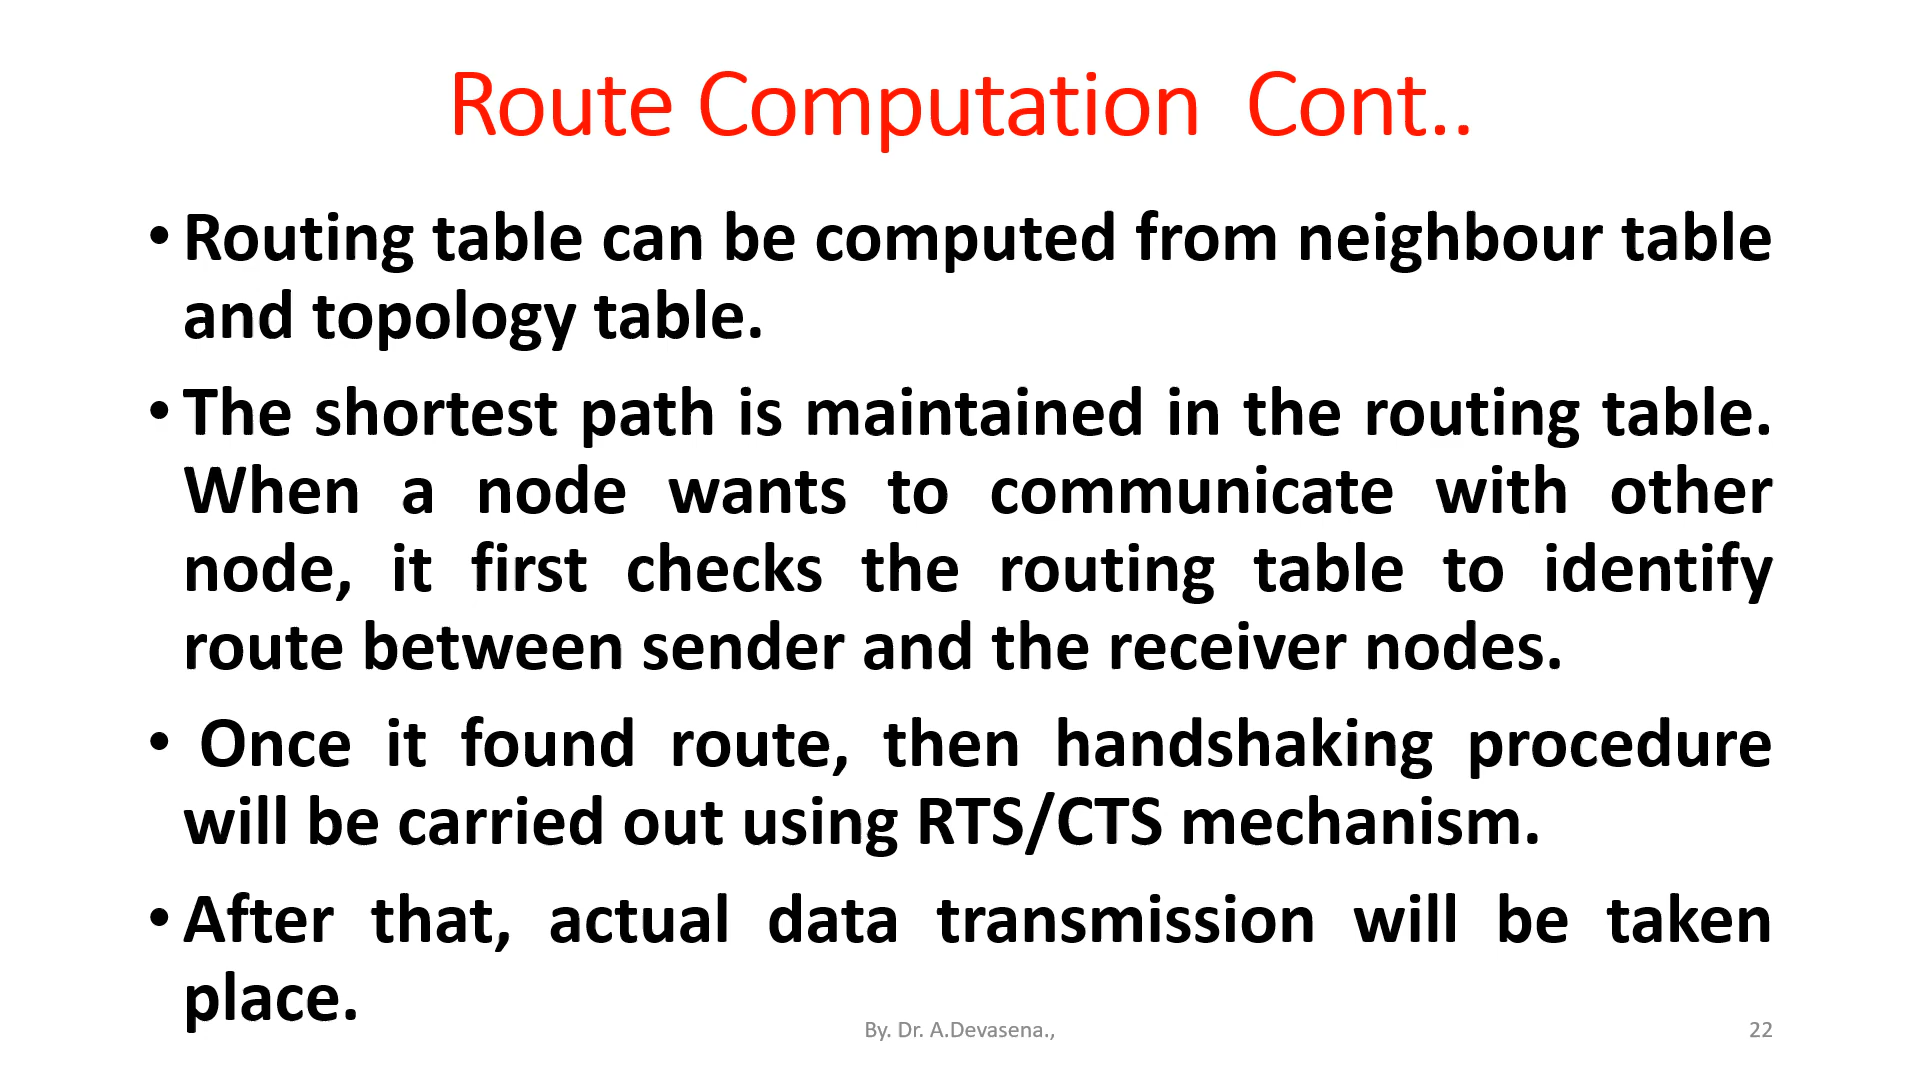 Route Computation  Cont..
• Routing table can be computed from neighbour table
and topology table.
• The shortest path is maintained in the routing table.
When a node wants to communicate with other
node, it first checks the routing table to identify
route between sender and the receiver nodes.
• Once it found route, then handshaking procedure
will be carried out using RTS/CTS mechanism.
• After that, actual data transmission will be taken
place.
By. Dr. A.Devasena.,
22